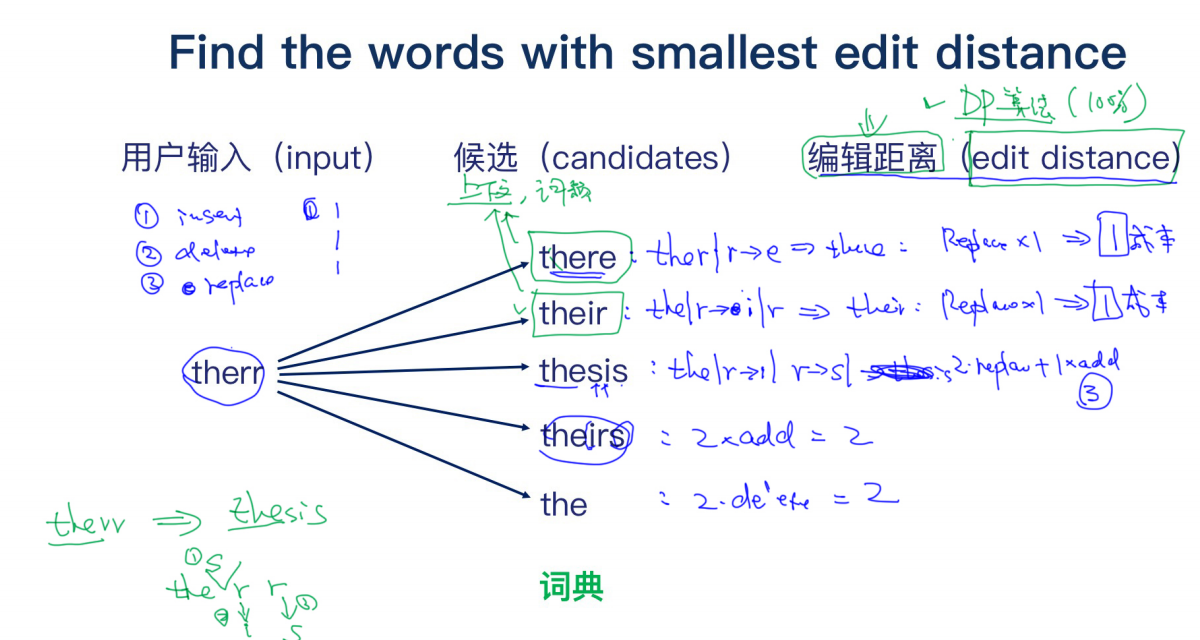 Find the words with smallest edit distance
✓ DP算法 (100%)
用户输入（input） 候选（candidates） 编辑距离（edit distance）
上下文, 词频
① insert ① 1
② delete 1
③ replace 1
there : ther|r→e ⇒ there : Replace×1 ⇒ 1 成本
their : the|r→i|r ⇒ their : Replace×1 ⇒ 1 成本
therr
thesis : the|r→i| r→s| 2·replace + 1×add
③
theirs : 2×add = 2
the : 2·delete = 2
therr ⇒ thesis
① s
the r r
② i ③ s
词典